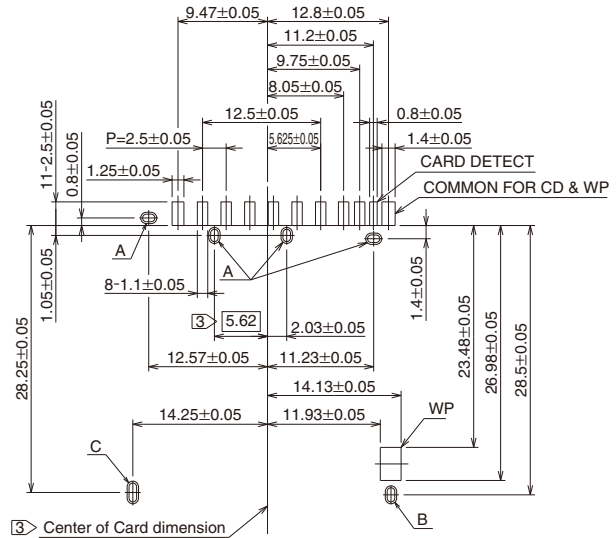 9.47±0.05
12.8±0.05
11.2±0.05
9.75±0.05
8.05±0.05
12.5±0.05
0.8±0.05
P=2.5±0.05
5.625±0.05
1.4±0.05
11-2.5±0.05
0.8±0.05
1.25±0.05
CARD DETECT
COMMON FOR CD & WP
A
A
1.05±0.05
8-1.1±0.05
1.4±0.05
3 5.62
2.03±0.05
28.25±0.05
23.48±0.05
26.98±0.05
28.5±0.05
12.57±0.05
11.23±0.05
14.13±0.05
14.25±0.05
11.93±0.05
WP
C
B
3 Center of Card dimension